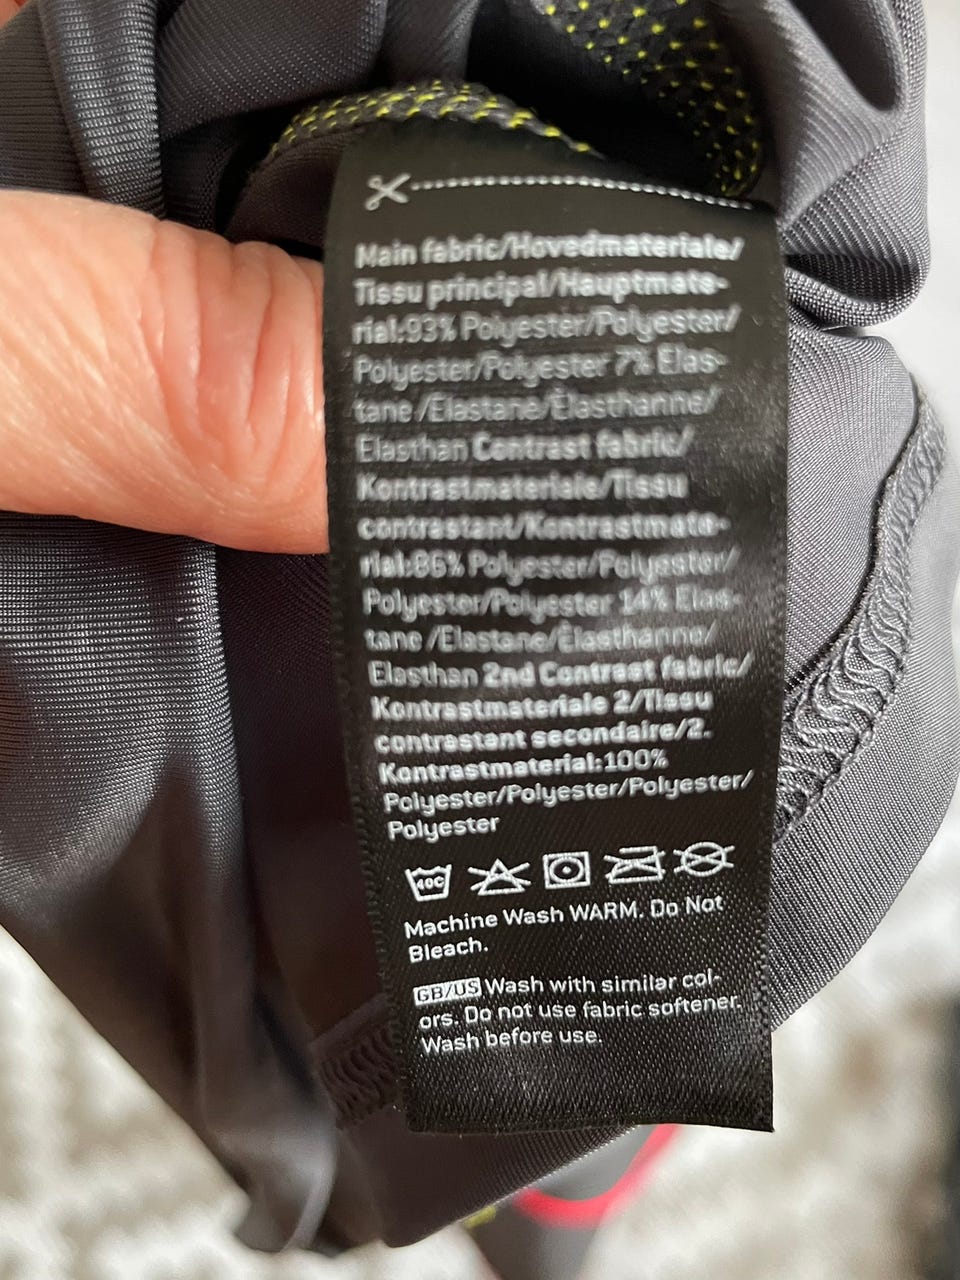 Main fabric/Hovedmateriale/
Tissu principal/Hauptmate-
rial:93% Polyester/Polyester/
Polyester/Polyester 7% Elas-
tane /Elastane/Élasthanne/
Elasthan Contrast fabric/
Kontrastmateriale/Tissu
contrastant/Kontrastmate-
rial:86% Polyester/Polyester/
Polyester/Polyester 14% Elas-
tane /Elastane/Élasthanne/
Elasthan 2nd Contrast fabric/
Kontrastmateriale 2/Tissu
contrastant secondaire/2.
Kontrastmaterial:100%
Polyester/Polyester/Polyester/
Polyester
40C
Machine Wash WARM. Do Not
Bleach.
GB/US Wash with similar col-
ors. Do not use fabric softener.
Wash before use.